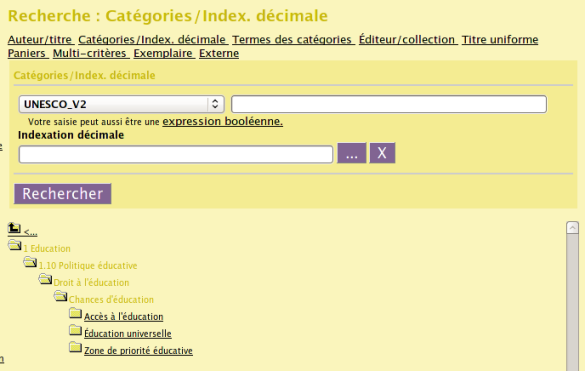 Recherche : Catégories/Index. décimale
Auteur/titre Catégories/Index. décimale Termes des catégories Éditeur/collection Titre uniforme
Paniers Multi-critères Exemplaire Externe
Catégories/Index. décimale
UNESCO_V2
Votre saisie peut aussi être une expression booléenne.
Indexation décimale
... X
Rechercher
<...
1 Education
1.10 Politique éducative
Droit à l'éducation
Chances d'éducation
Accès à l'éducation
Éducation universelle
Zone de priorité éducative